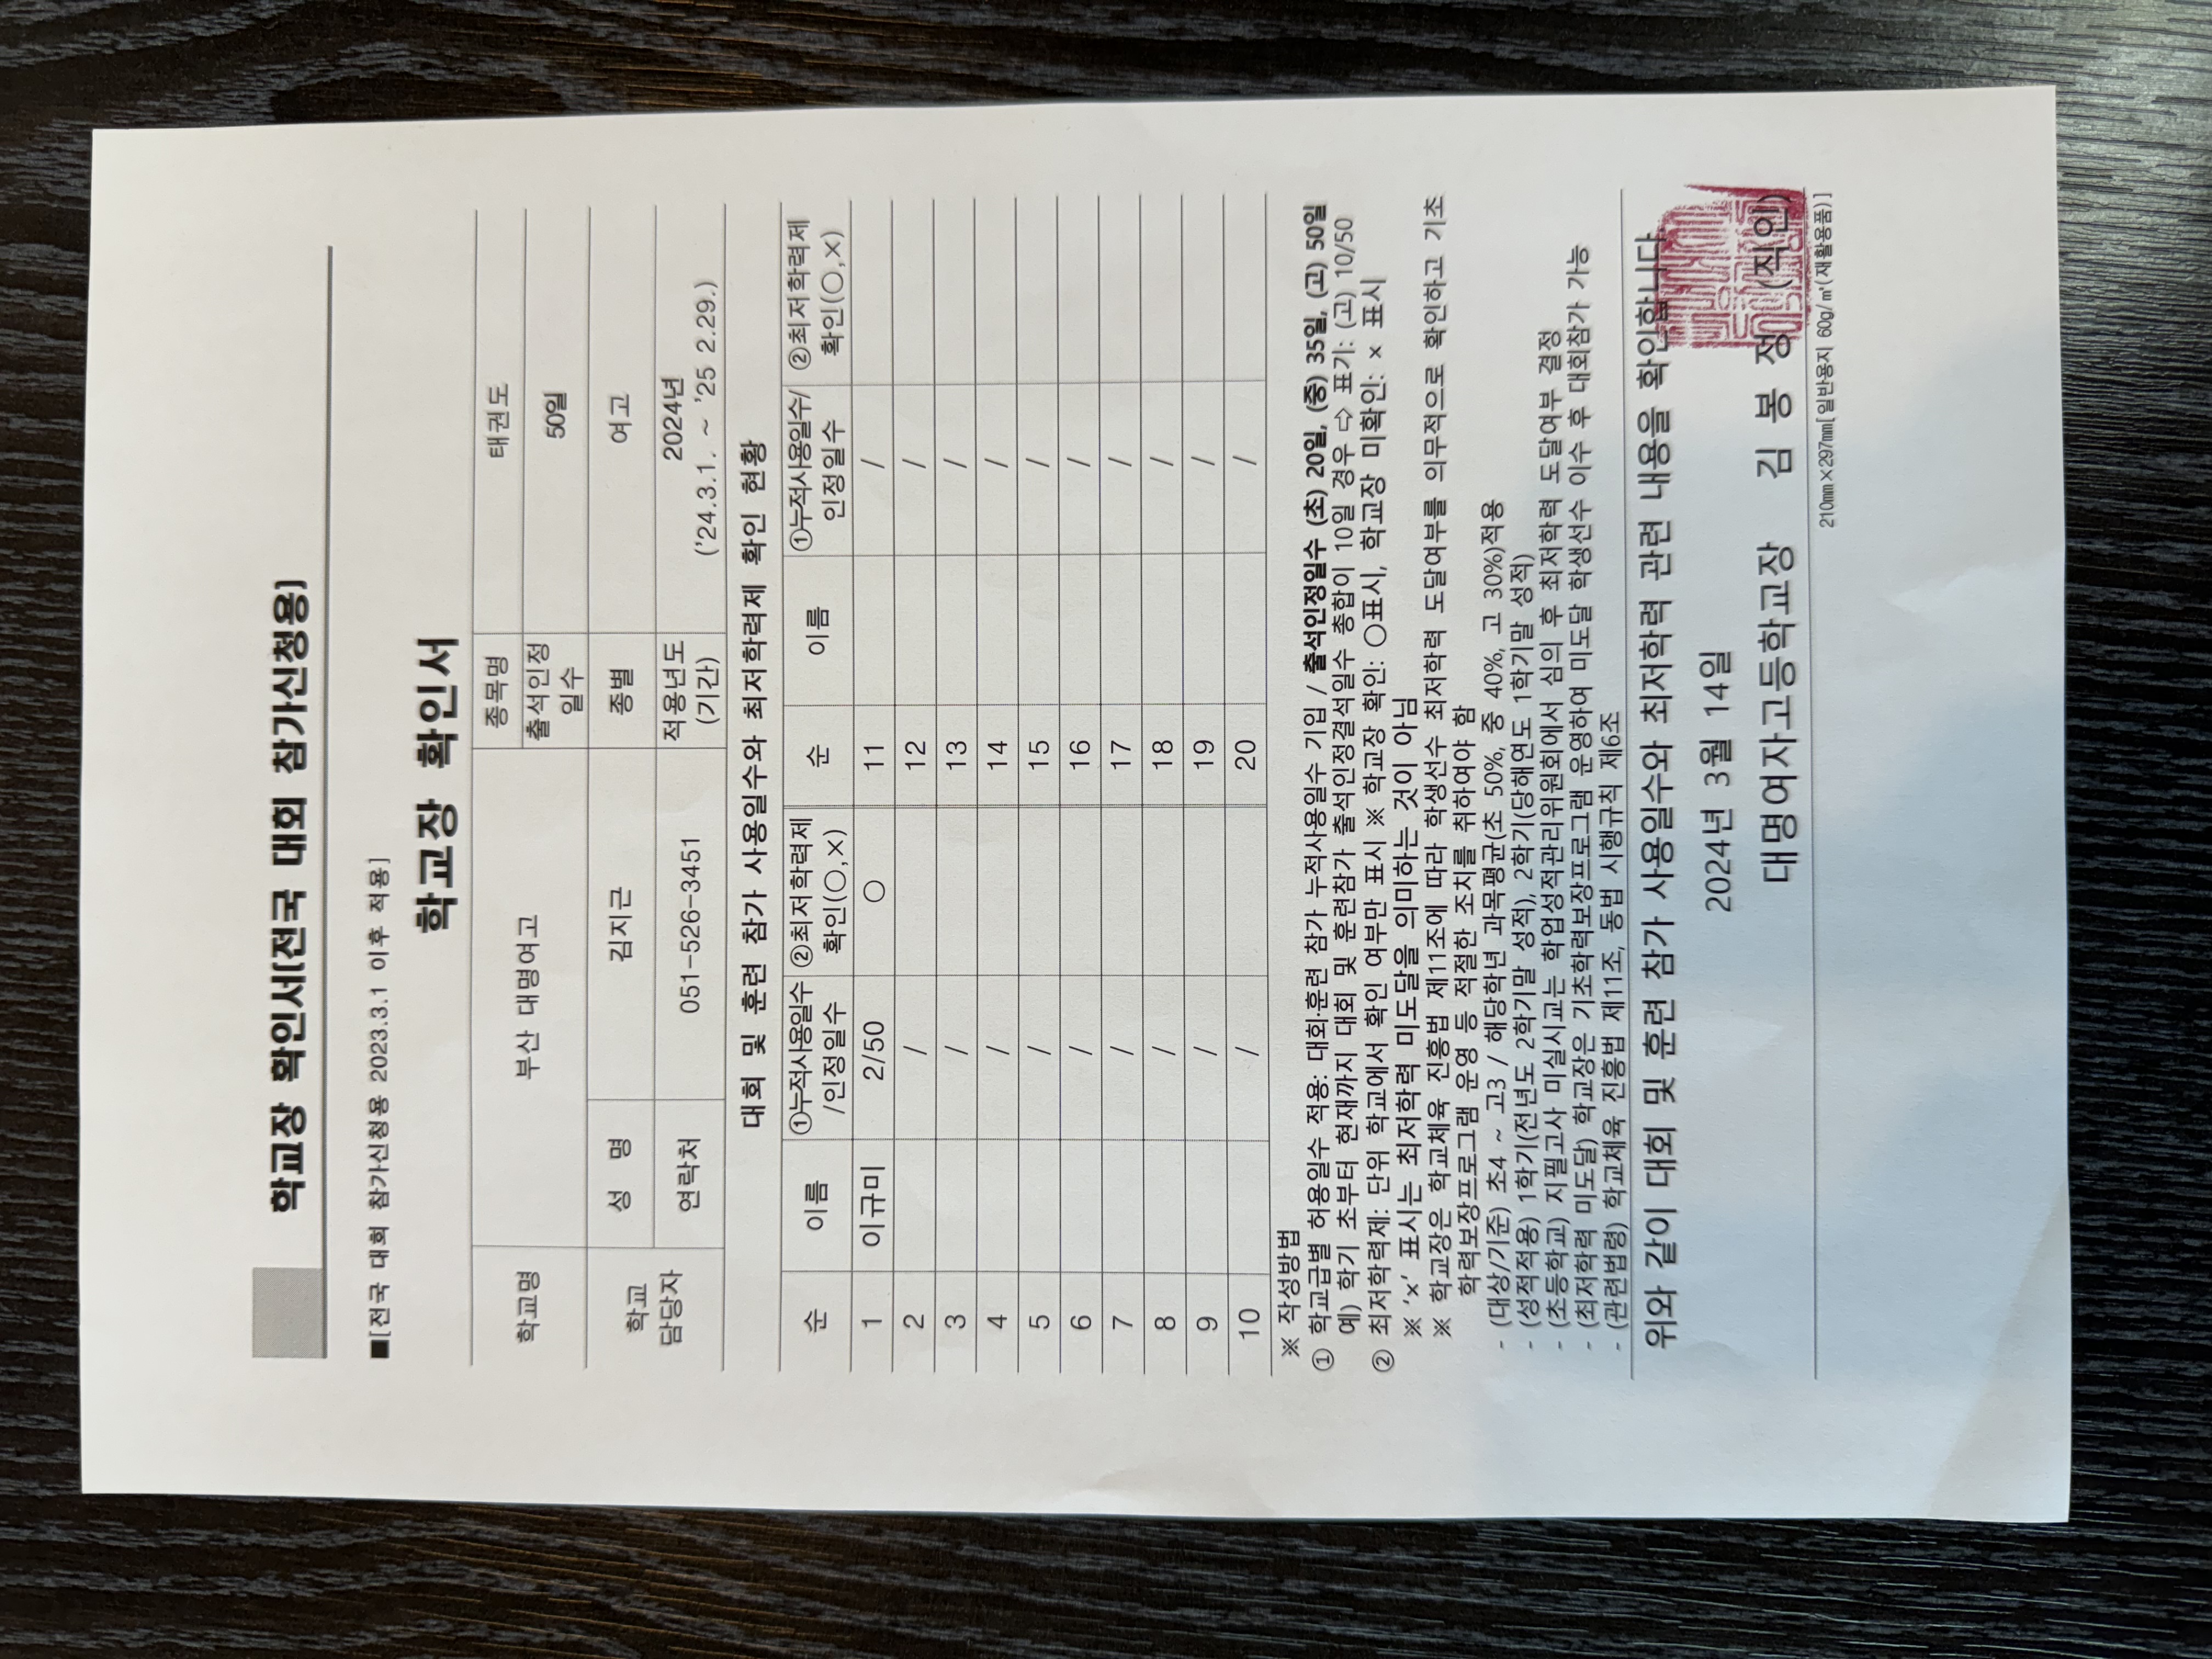 학교장 확인서(전국 대회 참가신청용)
■[전국 대회 참가신청용 2023.3.1 이후 적용]
학교장 확인서
학교명 부산 대명여고 종목명 태권도
출석인정 일수 50일
학교 담당자 성 명 김지근 종별 여고
연락처 051-526-3451 적용년도 (기간) 2024년 ('24.3.1. ~ '25 2.29.)
대회 및 훈련 참가 사용일수와 최저학력제 확인 현황
순 이름 ①누적사용일수 /인정일수 ②최저학력제 확인(○,×) 순 이름 ①누적사용일수/ 인정일수 ②최저학력제 확인(○,×)
1 이규미 2/50 ○ 11 /
2 / 12 /
3 / 13 /
4 / 14 /
5 / 15 /
6 / 16 /
7 / 17 /
8 / 18 /
9 / 19 /
10 / 20 /
※ 작성방법
① 학교급별 허용일수 적용: 대회·훈련 참가 누적사용일수 기입 / 출석인정일수 (초) 20일, (중) 35일, (고) 50일
예) 학기 초부터 현재까지 대회 및 훈련참가 출석인정결석일수 총합이 10일 경우 ⇨ 표기: (고) 10/50
② 최저학력제: 단위 학교에서 확인 여부만 표시 ※ 학교장 확인: ○표시, 학교장 미확인: × 표시
※ '×' 표시는 최저학력 미도달을 의미하는 것이 아님
※ 학교장은 학교체육 진흥법 제11조에 따라 학생선수 최저학력 도달여부를 의무적으로 확인하고 기초
학력보장프로그램 운영 등 적절한 조치를 취하여야 함
- (대상/기준) 초4 ~ 고3 / 해당학년 과목평균(초 50%, 중 40%, 고 30%)적용
- (성적적용) 1학기(전년도 2학기말 성적), 2학기(당해연도 1학기말 성적)
- (초등학교) 지필고사 미실시교는 학업성적관리위원회에서 심의 후 최저학력 도달여부 결정
- (최저학력 미도달) 학교장은 기초학력보장프로그램 운영하여 미도달 학생선수 이수 후 대회참가 가능
- (관련법령) 학교체육 진흥법 제11조, 동법 시행규칙 제6조
위와 같이 대회 및 훈련 참가 사용일수와 최저학력 관련 내용을 확인합니다.
2024년 3월 14일
대명여자고등학교장 김 봉 정 (직인)
210mm×297mm[일반용지 60g/㎡(재활용품)]